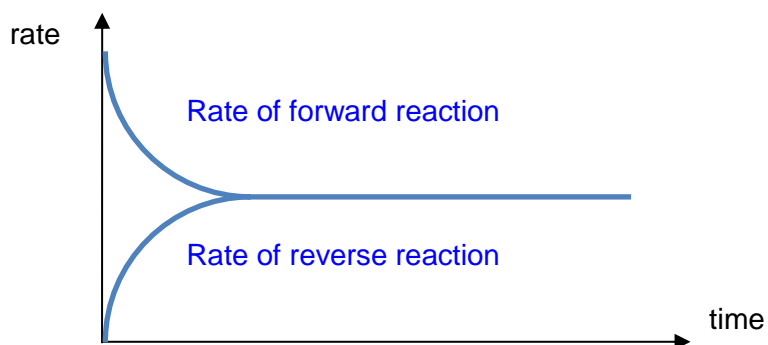 rate
Rate of forward reaction
Rate of reverse reaction
time